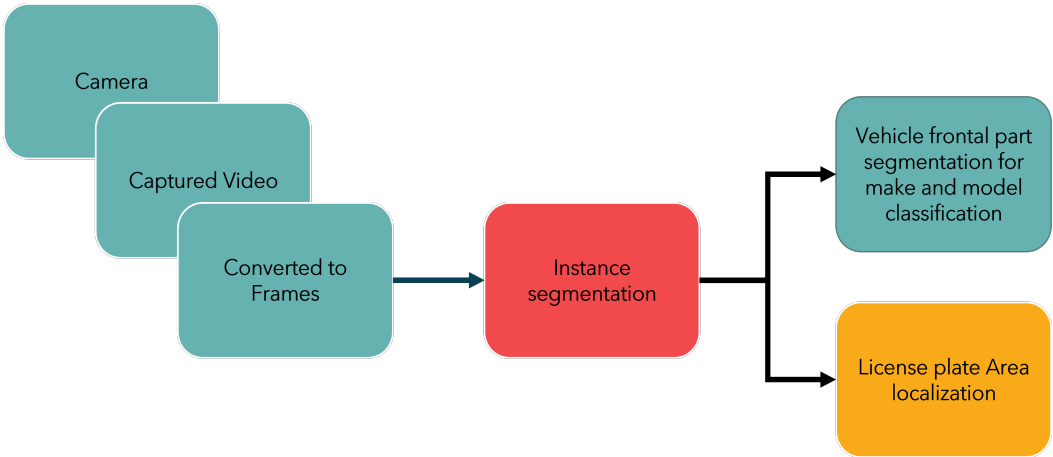 Camera
Captured Video
Converted to
Frames
Instance
segmentation
Vehicle frontal part
segmentation for
make and model
classification
License plate Area
localization